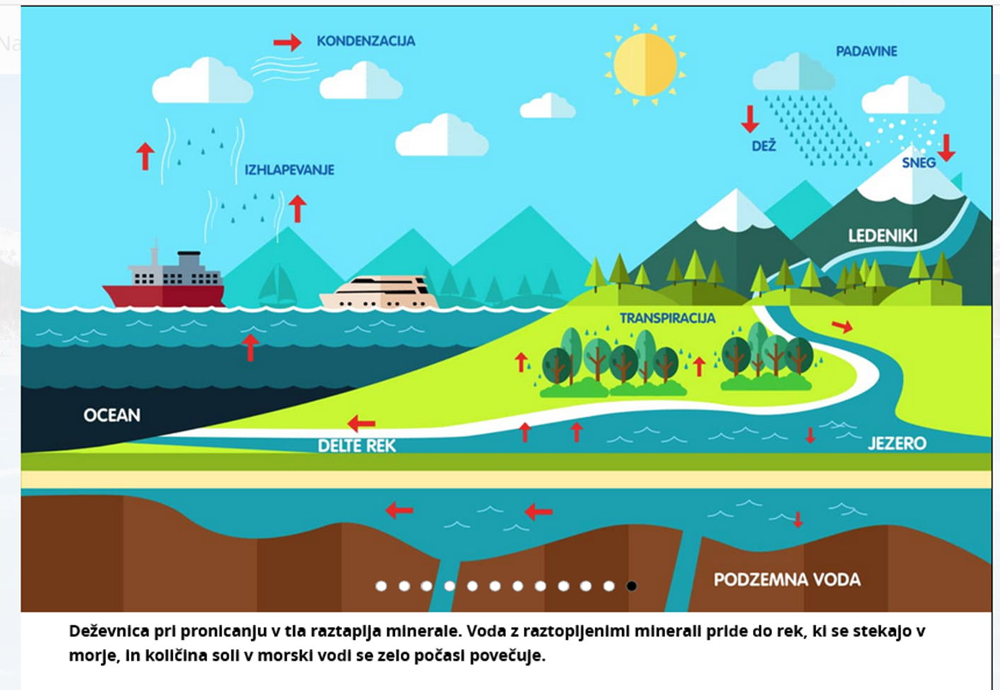 Na
KONDENZACIJA
PADAVINE
DEŽ
SNEG
IZHLAPEVANJE
LEDENIKI
TRANSPIRACIJA
OCEAN
DELTE REK
JEZERO
PODZEMNA VODA
Deževnica pri pronicanju v tla raztaplja minerale. Voda z raztopljenimi minerali pride do rek, ki se stekajo v
morje, in količina soli v morski vodi se zelo počasi povečuje.